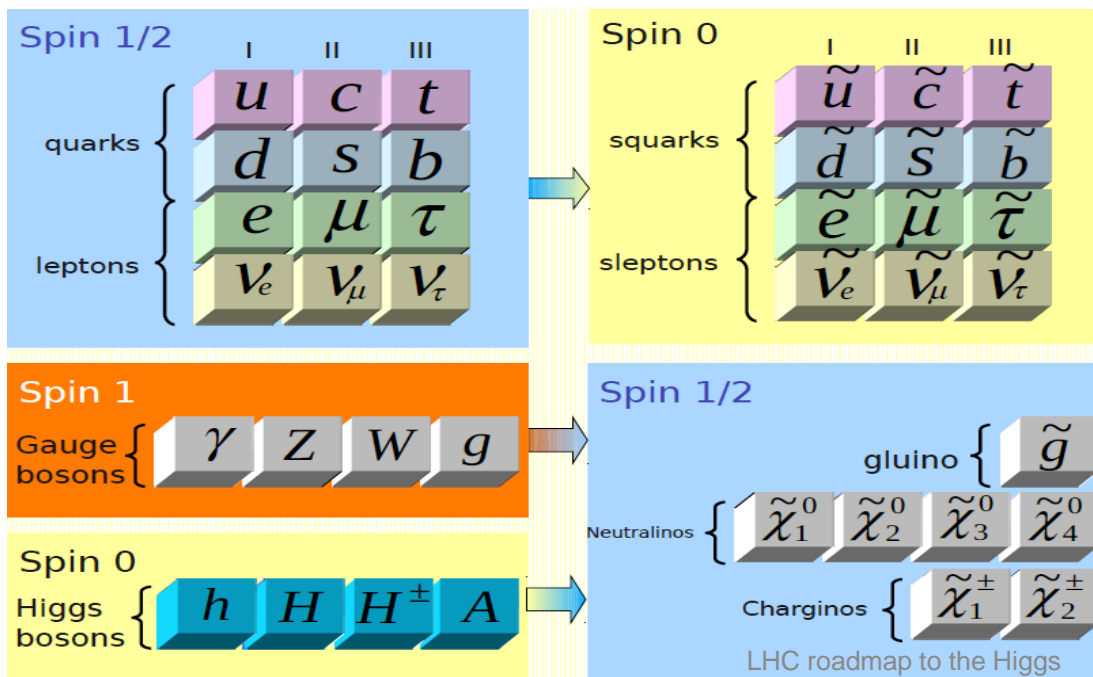 Spin 1/2
I II III
u c t
quarks
d s b
e μ τ
leptons
νe νμ ντ
Spin 0
I II III
ũ c̃ t̃
squarks
d̃ s̃ b̃
ẽ μ̃ τ̃
sleptons
ν̃e ν̃μ ν̃τ
Spin 1
Gauge
bosons
γ Z W g
Spin 0
Higgs
bosons
h H H± A
Spin 1/2
gluino g̃
Neutralinos χ̃⁰₁ χ̃⁰₂ χ̃⁰₃ χ̃⁰₄
Charginos χ̃±₁ χ̃±₂
LHC roadmap to the Higgs